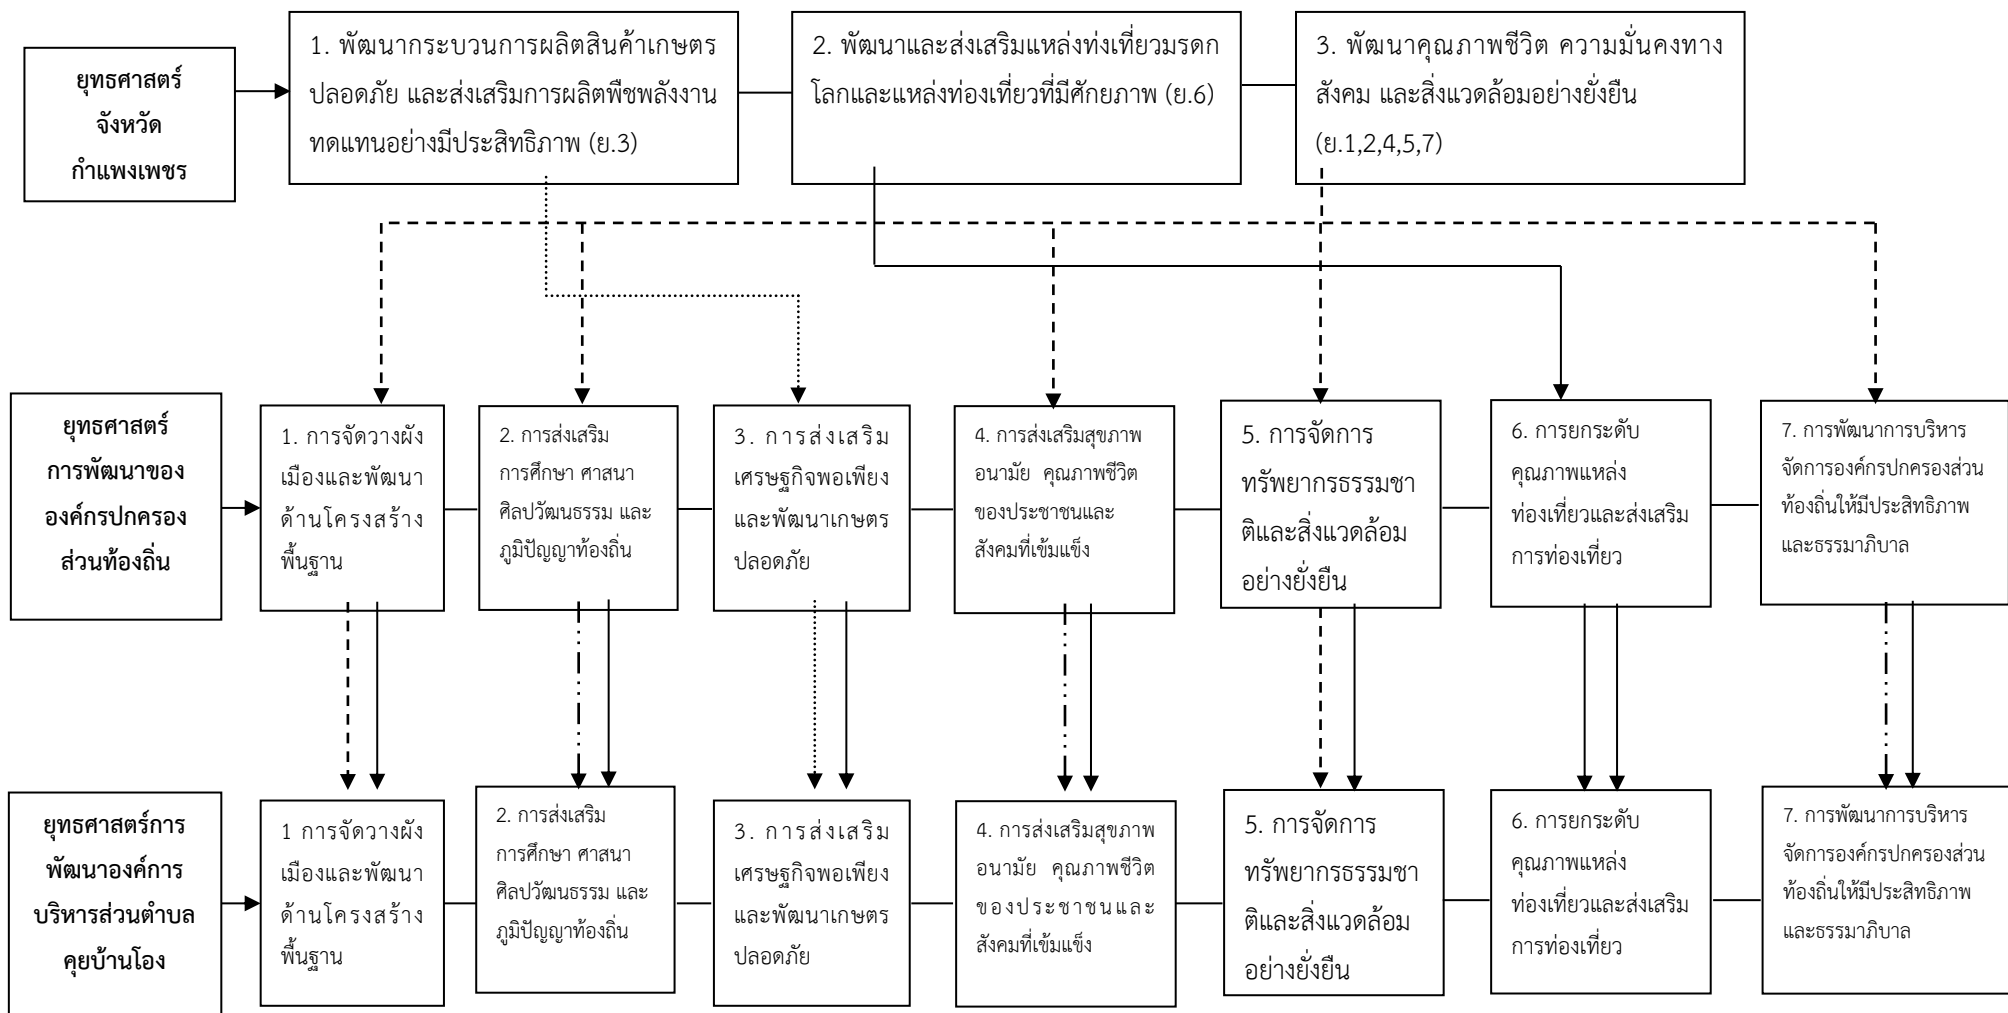 ยุทธศาสตร์
จังหวัด
กำแพงเพชร
1. พัฒนากระบวนการผลิตสินค้าเกษตร
ปลอดภัย และส่งเสริมการผลิตพืชพลังงาน
ทดแทนอย่างมีประสิทธิภาพ (ย.3)
2. พัฒนาและส่งเสริมแหล่งท่งเที่ยวมรดก
โลกและแหล่งท่องเที่ยวที่มีศักยภาพ (ย.6)
3. พัฒนาคุณภาพชีวิต ความมั่นคงทาง
สังคม และสิ่งแวดล้อมอย่างยั่งยืน
(ย.1,2,4,5,7)
ยุทธศาสตร์
การพัฒนาของ
องค์กรปกครอง
ส่วนท้องถิ่น
1. การจัดวางผัง
เมืองและพัฒนา
ด้านโครงสร้าง
พื้นฐาน
2. การส่งเสริม
การศึกษา ศาสนา
ศิลปวัฒนธรรม และ
ภูมิปัญญาท้องถิ่น
3. การส่งเสริม
เศรษฐกิจพอเพียง
และพัฒนาเกษตร
ปลอดภัย
4. การส่งเสริมสุขภาพ
อนามัย คุณภาพชีวิต
ของประชาชนและ
สังคมที่เข้มแข็ง
5. การจัดการ
ทรัพยากรธรรมชา
ติและสิ่งแวดล้อม
อย่างยั่งยืน
6. การยกระดับ
คุณภาพแหล่ง
ท่องเที่ยวและส่งเสริม
การท่องเที่ยว
7. การพัฒนาการบริหาร
จัดการองค์กรปกครองส่วน
ท้องถิ่นให้มีประสิทธิภาพ
และธรรมาภิบาล
ยุทธศาสตร์การ
พัฒนาองค์การ
บริหารส่วนตำบล
คุยบ้านโอง
1 การจัดวางผัง
เมืองและพัฒนา
ด้านโครงสร้าง
พื้นฐาน
2. การส่งเสริม
การศึกษา ศาสนา
ศิลปวัฒนธรรม และ
ภูมิปัญญาท้องถิ่น
3. การส่งเสริม
เศรษฐกิจพอเพียง
และพัฒนาเกษตร
ปลอดภัย
4. การส่งเสริมสุขภาพ
อนามัย คุณภาพชีวิต
ของประชาชนและ
สังคมที่เข้มแข็ง
5. การจัดการ
ทรัพยากรธรรมชา
ติและสิ่งแวดล้อม
อย่างยั่งยืน
6. การยกระดับ
คุณภาพแหล่ง
ท่องเที่ยวและส่งเสริม
การท่องเที่ยว
7. การพัฒนาการบริหาร
จัดการองค์กรปกครองส่วน
ท้องถิ่นให้มีประสิทธิภาพ
และธรรมาภิบาล